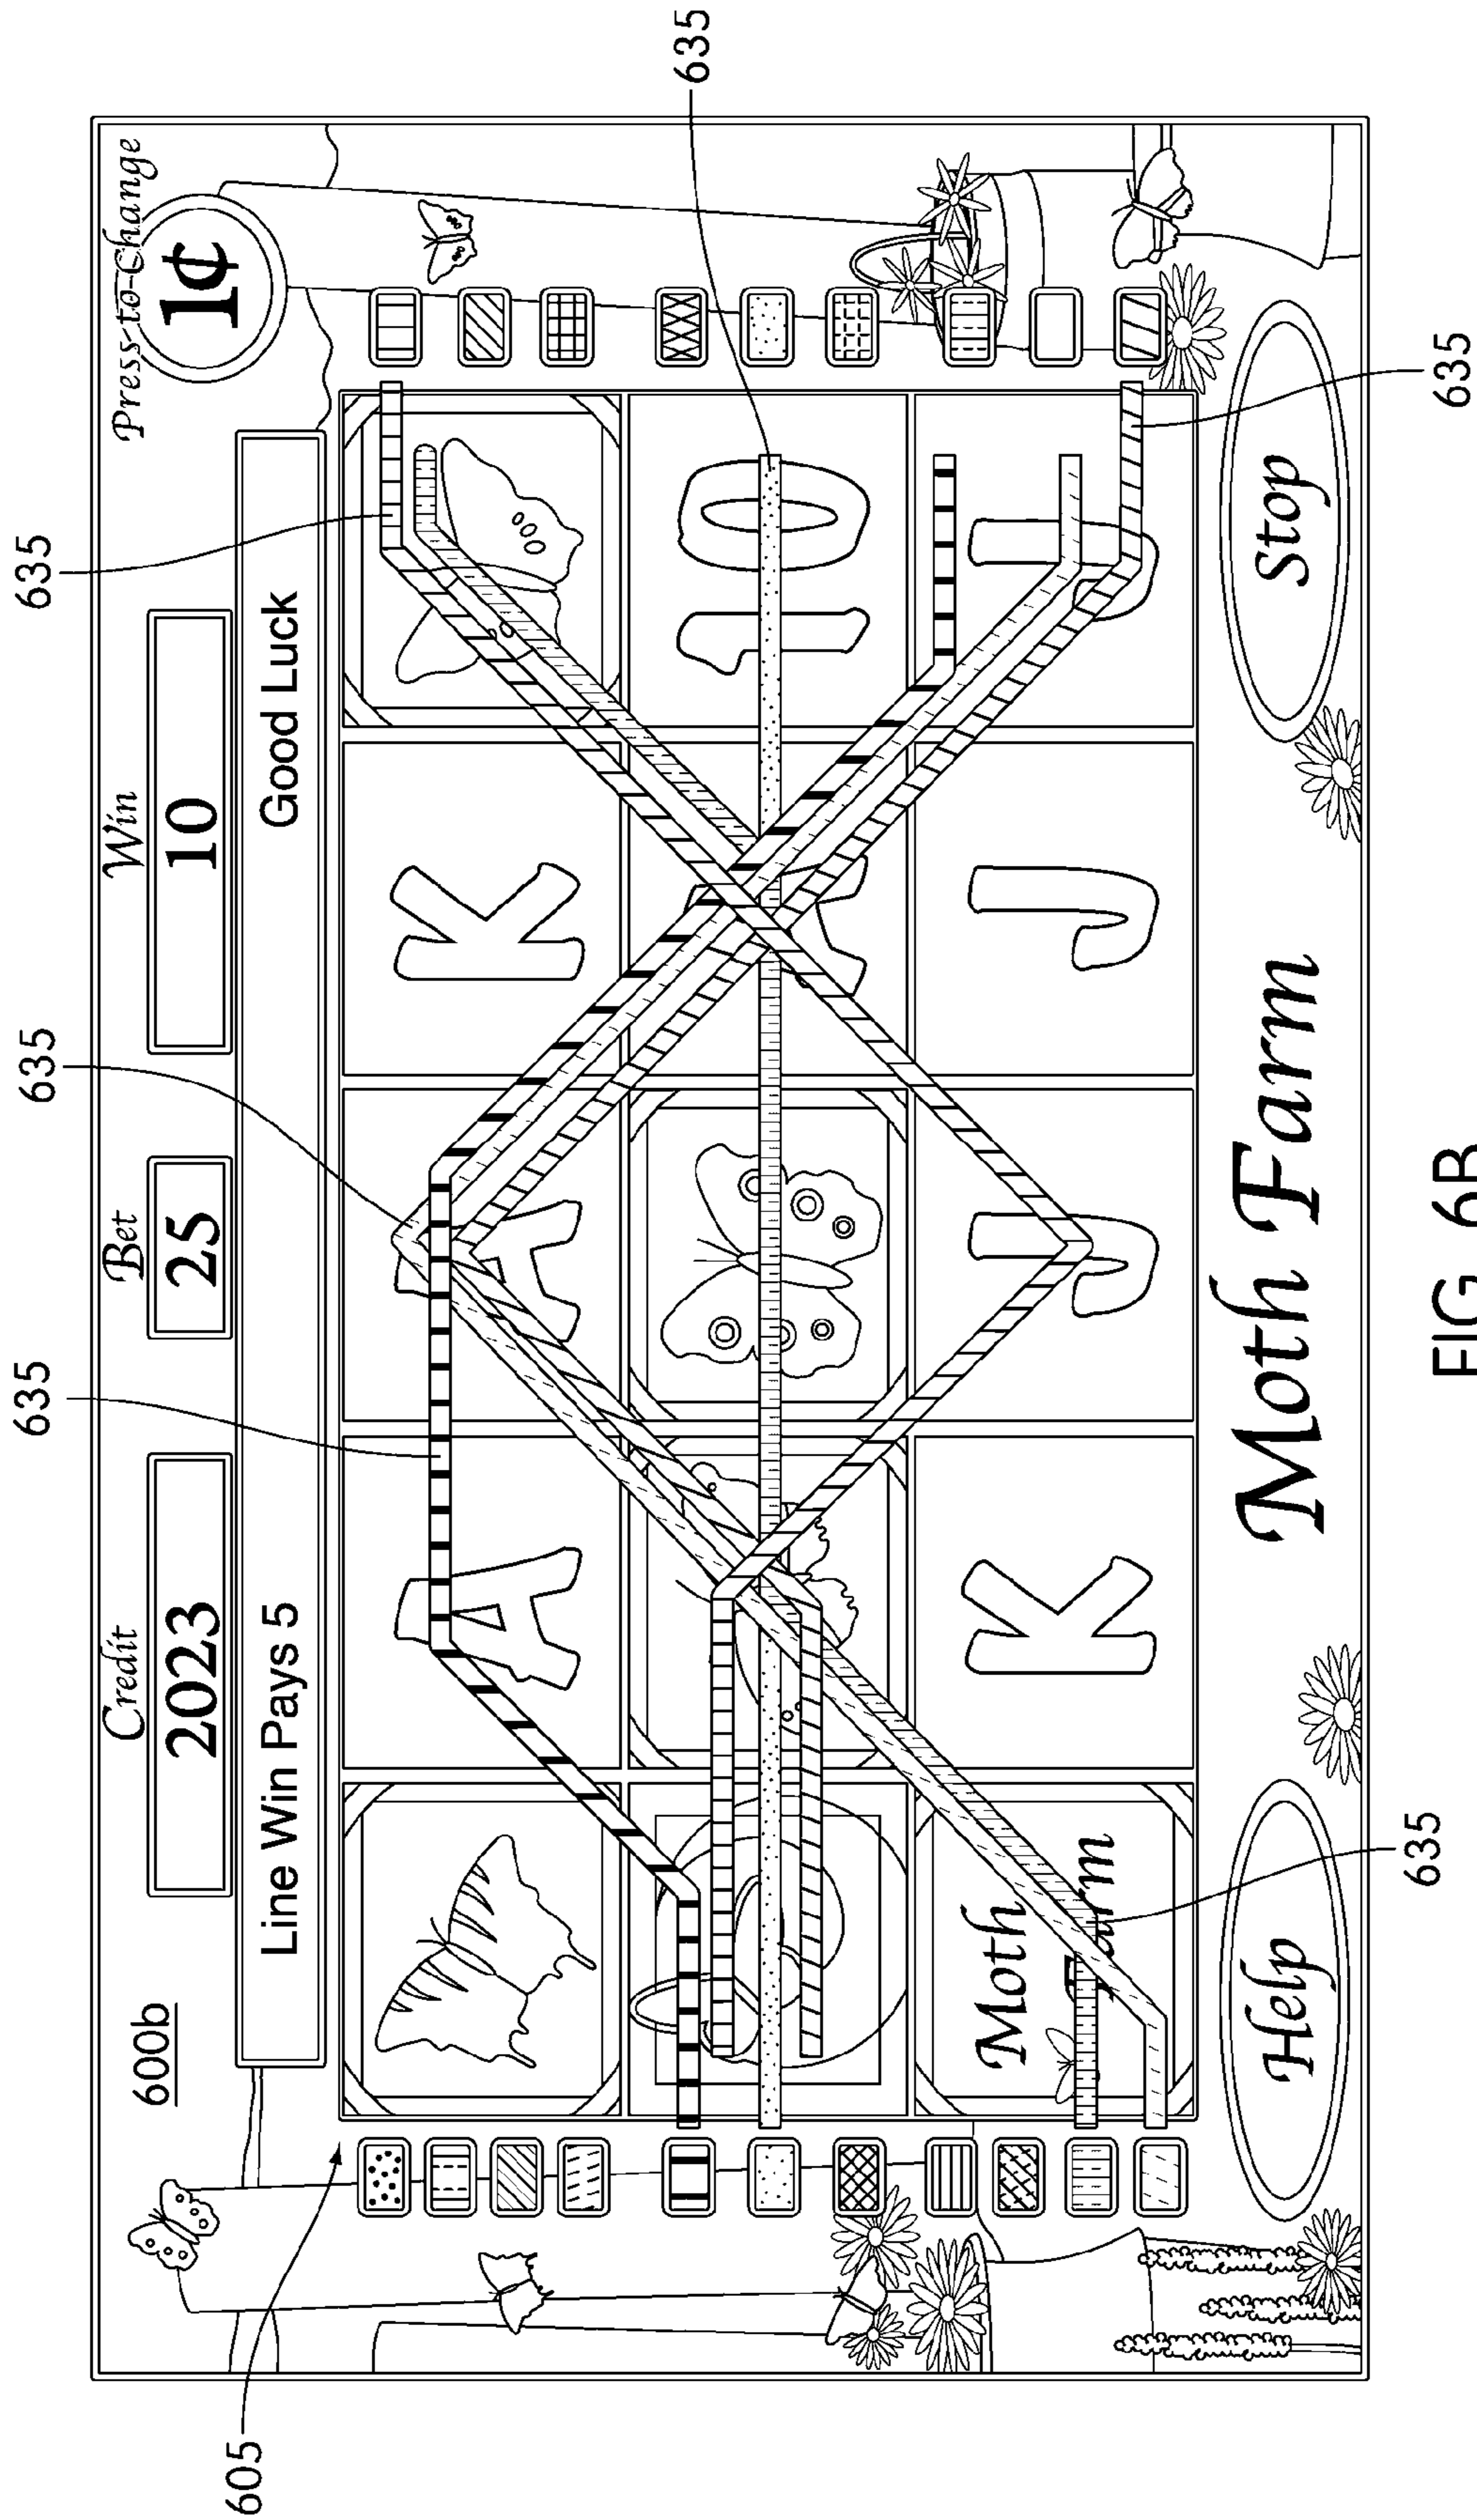 635 635 635
Credit Bet Win Press-to-Change
600b 2023 25 10 1¢
605
Line Win Pays 5 Good Luck
A A K
635
10
Moth
Farm
K J J J
Help Moth Farm Stop
635 635
FIG. 6B